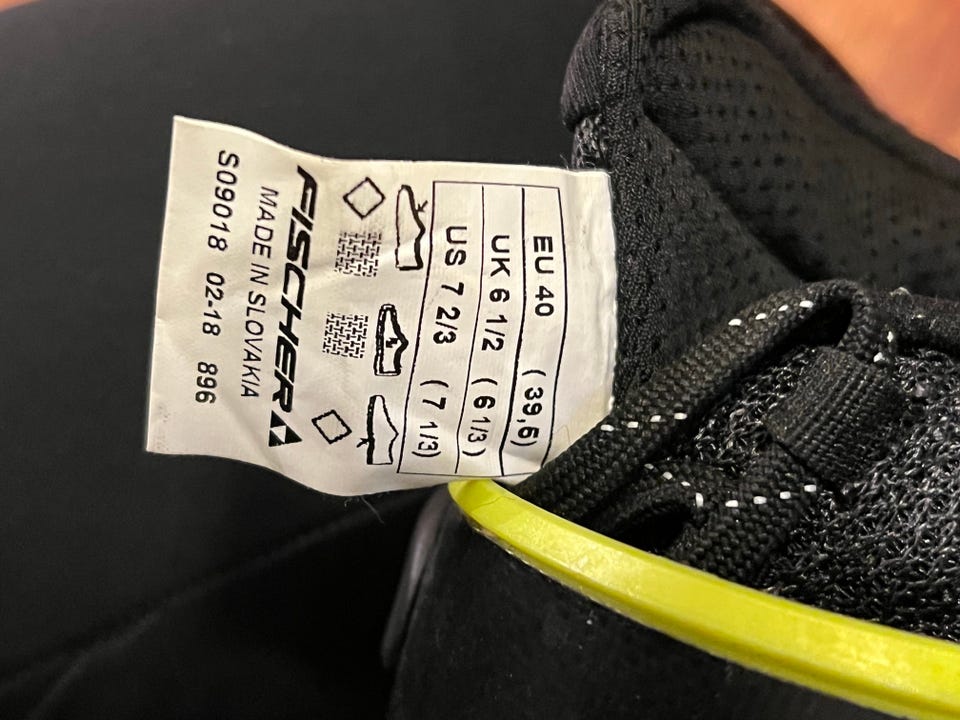 EU 40 (39,6)
UK 6 1/2 (6 1/3)
US 7 2/3 (7 1/3)
FISCHER
MADE IN SLOVAKIA
S09018 02-18 896